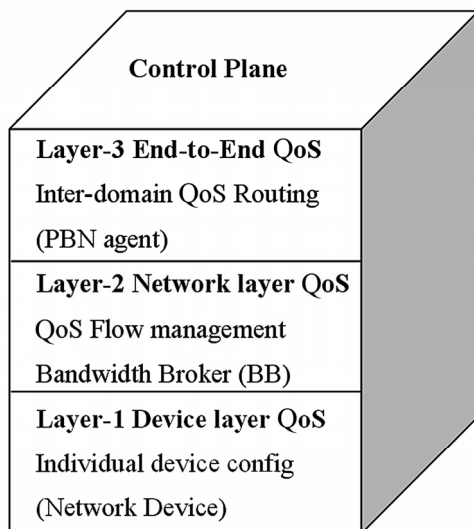 Control Plane
Layer-3 End-to-End QoS
Inter-domain QoS Routing
(PBN agent)
Layer-2 Network layer QoS
QoS Flow management
Bandwidth Broker (BB)
Layer-1 Device layer QoS
Individual device config
(Network Device)